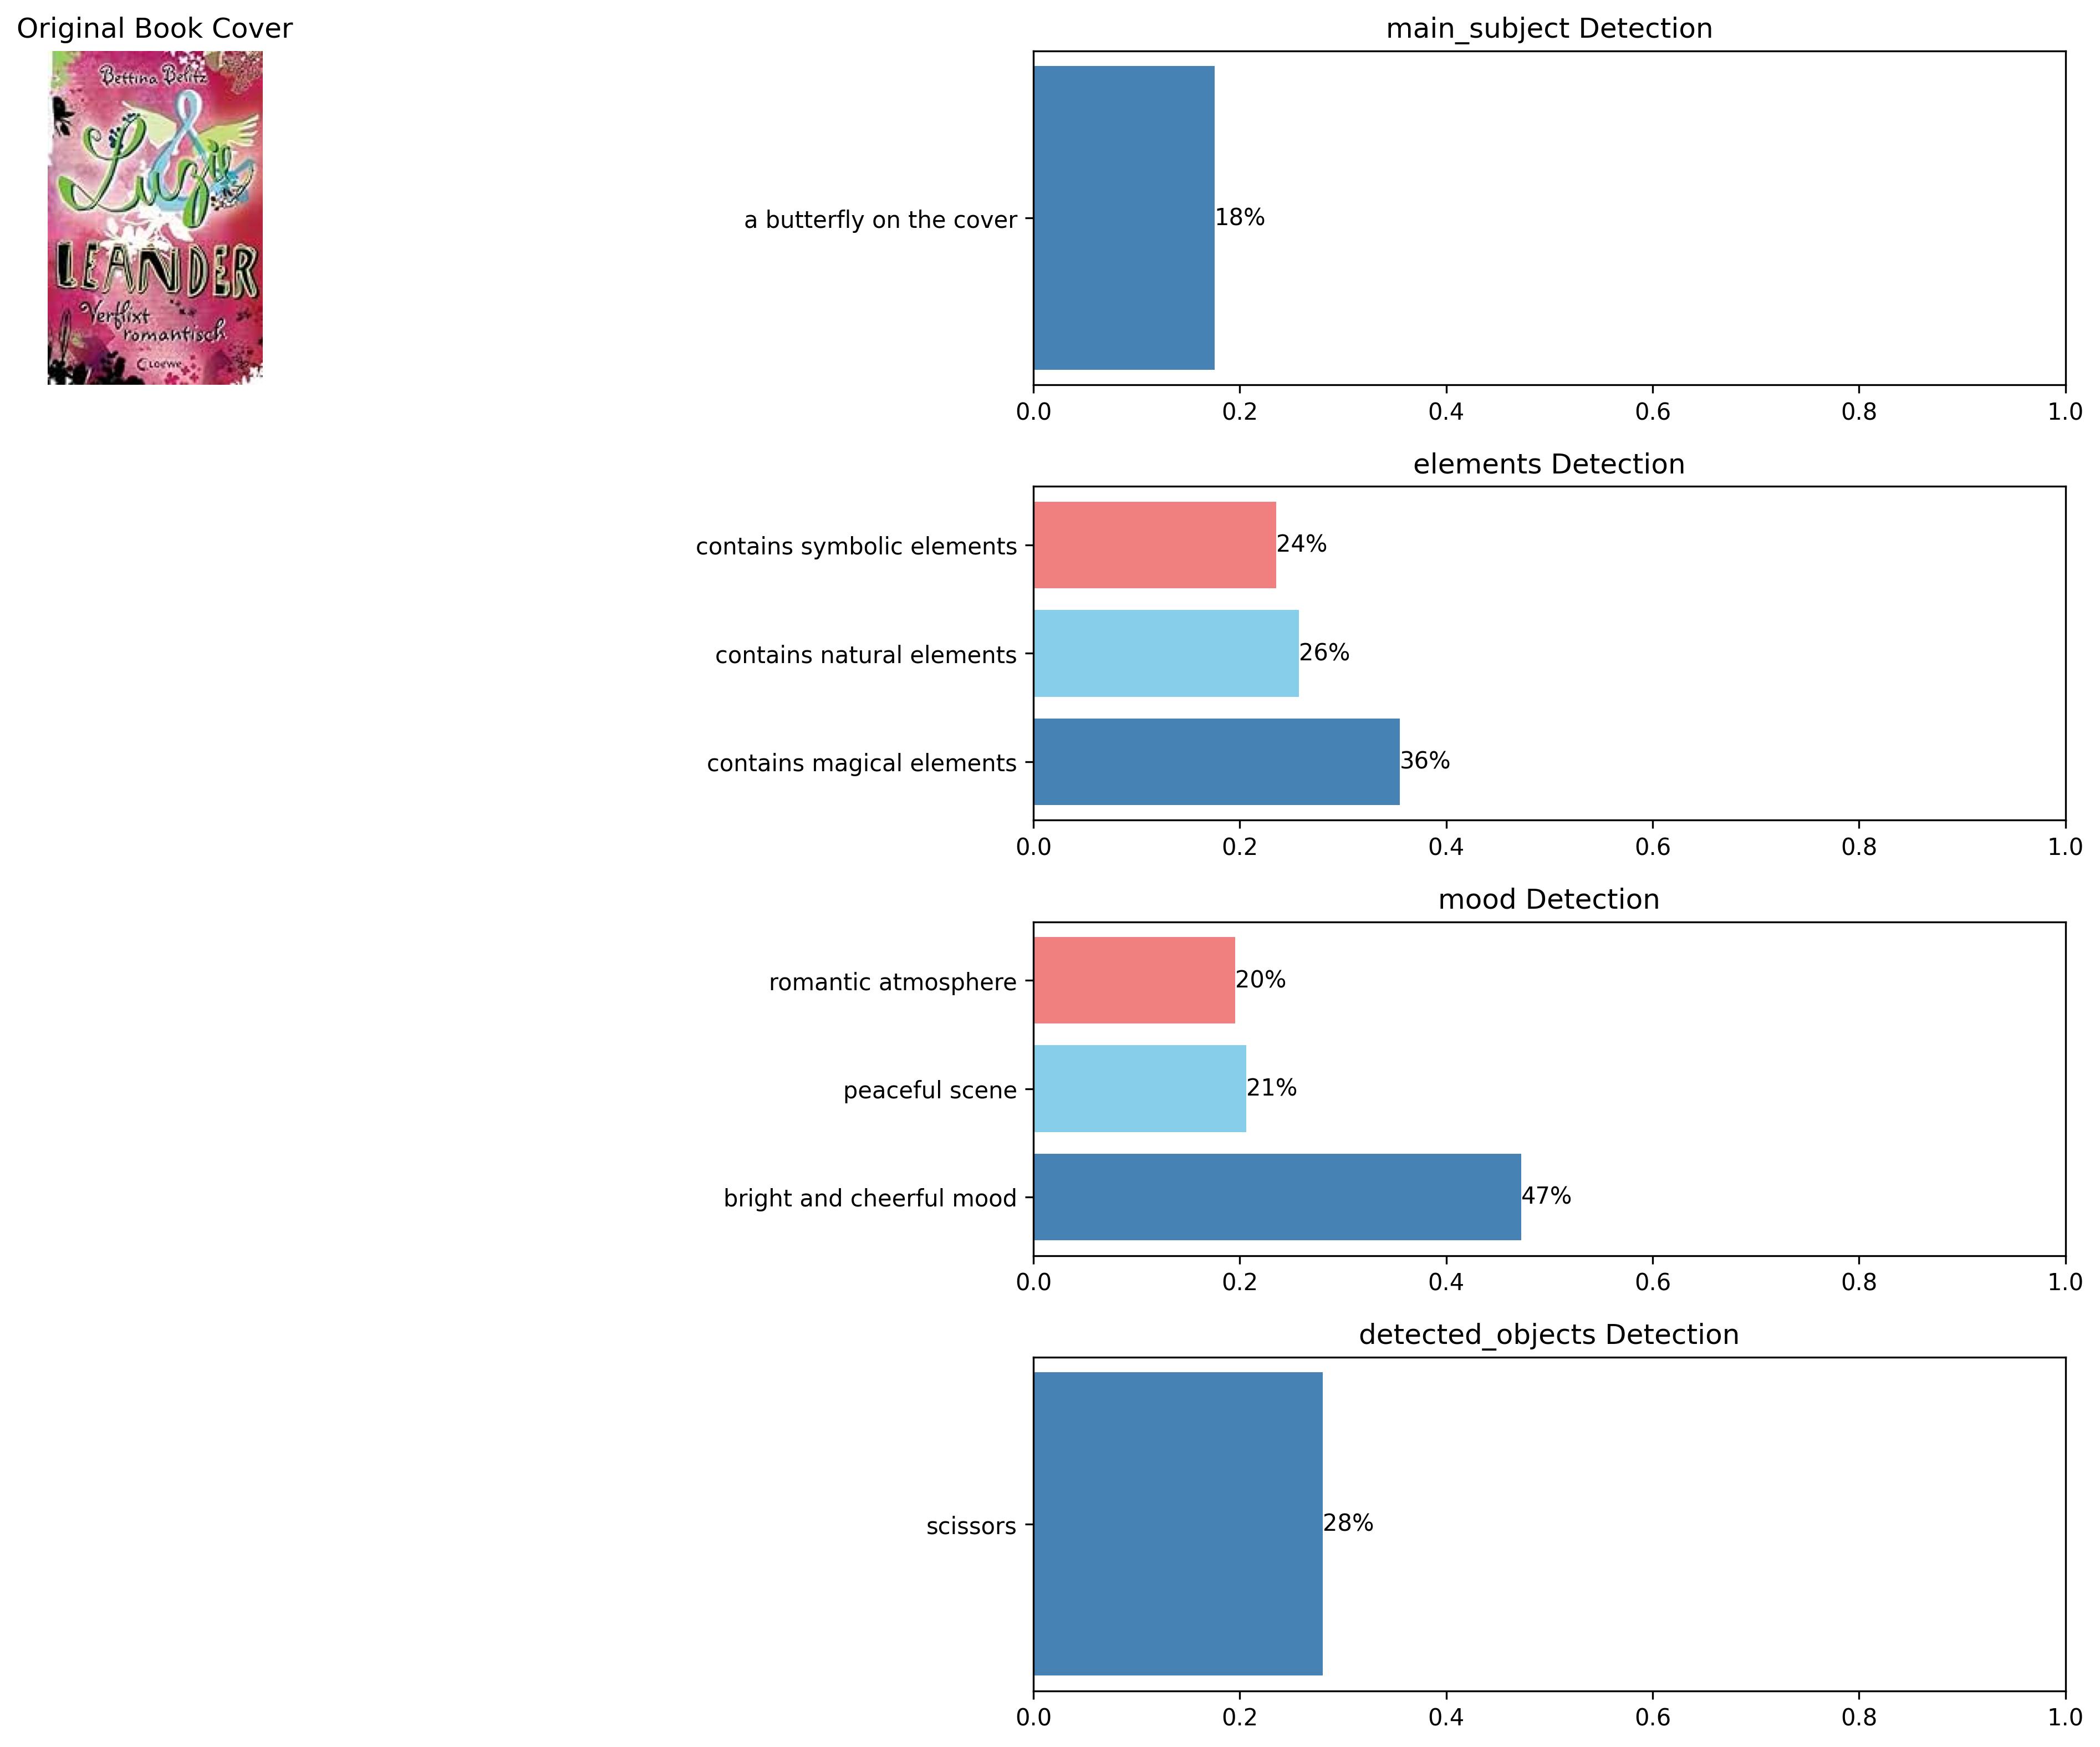 Original Book Cover
Bettina Belitz
Luzie
&
LEANDER
Verflixt
romantisch
Loewe
main_subject Detection
a butterfly on the cover
18%
0.0 0.2 0.4 0.6 0.8 1.0
elements Detection
contains symbolic elements
24%
contains natural elements
26%
contains magical elements
36%
0.0 0.2 0.4 0.6 0.8 1.0
mood Detection
romantic atmosphere
20%
peaceful scene
21%
bright and cheerful mood
47%
0.0 0.2 0.4 0.6 0.8 1.0
detected_objects Detection
scissors
28%
0.0 0.2 0.4 0.6 0.8 1.0